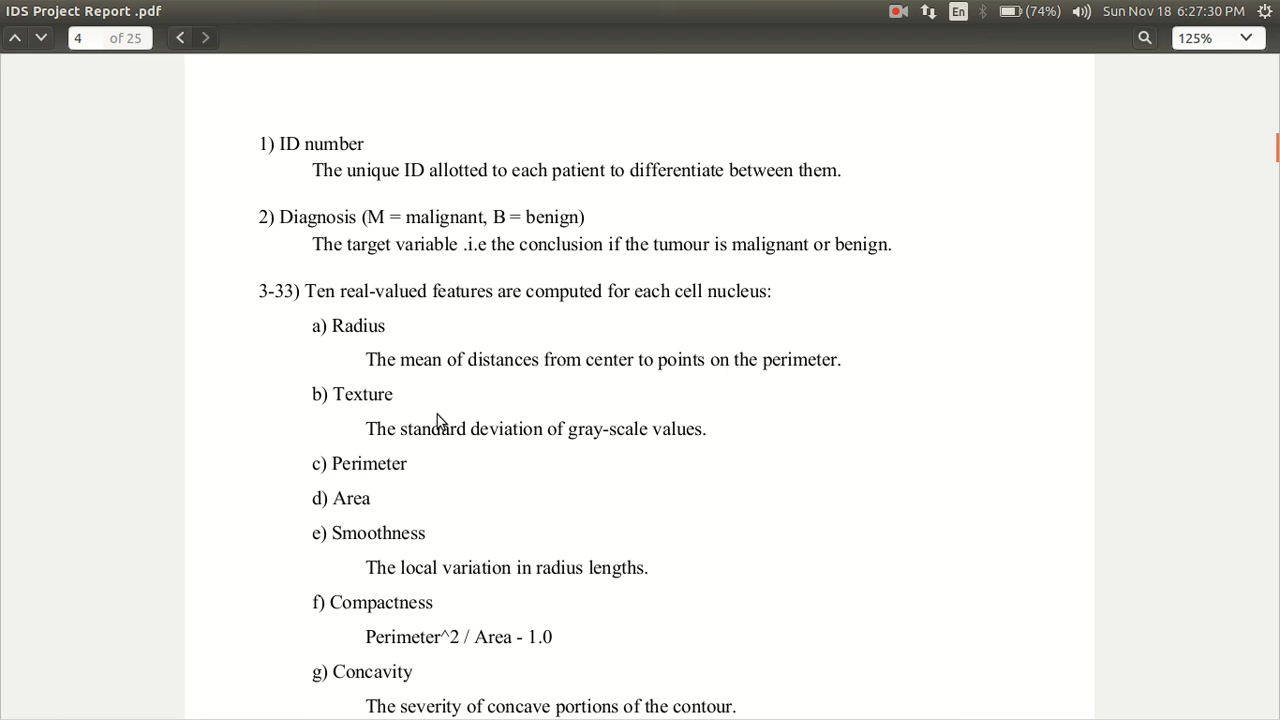 IDS Project Report .pdf
En
(74%)
Sun Nov 18 6:27:30 PM
4 of 25
125%
1) ID number
The unique ID allotted to each patient to differentiate between them.
2) Diagnosis (M = malignant, B = benign)
The target variable .i.e the conclusion if the tumour is malignant or benign.
3-33) Ten real-valued features are computed for each cell nucleus:
a) Radius
The mean of distances from center to points on the perimeter.
b) Texture
The standard deviation of gray-scale values.
c) Perimeter
d) Area
e) Smoothness
The local variation in radius lengths.
f) Compactness
Perimeter^2 / Area - 1.0
g) Concavity
The severity of concave portions of the contour.